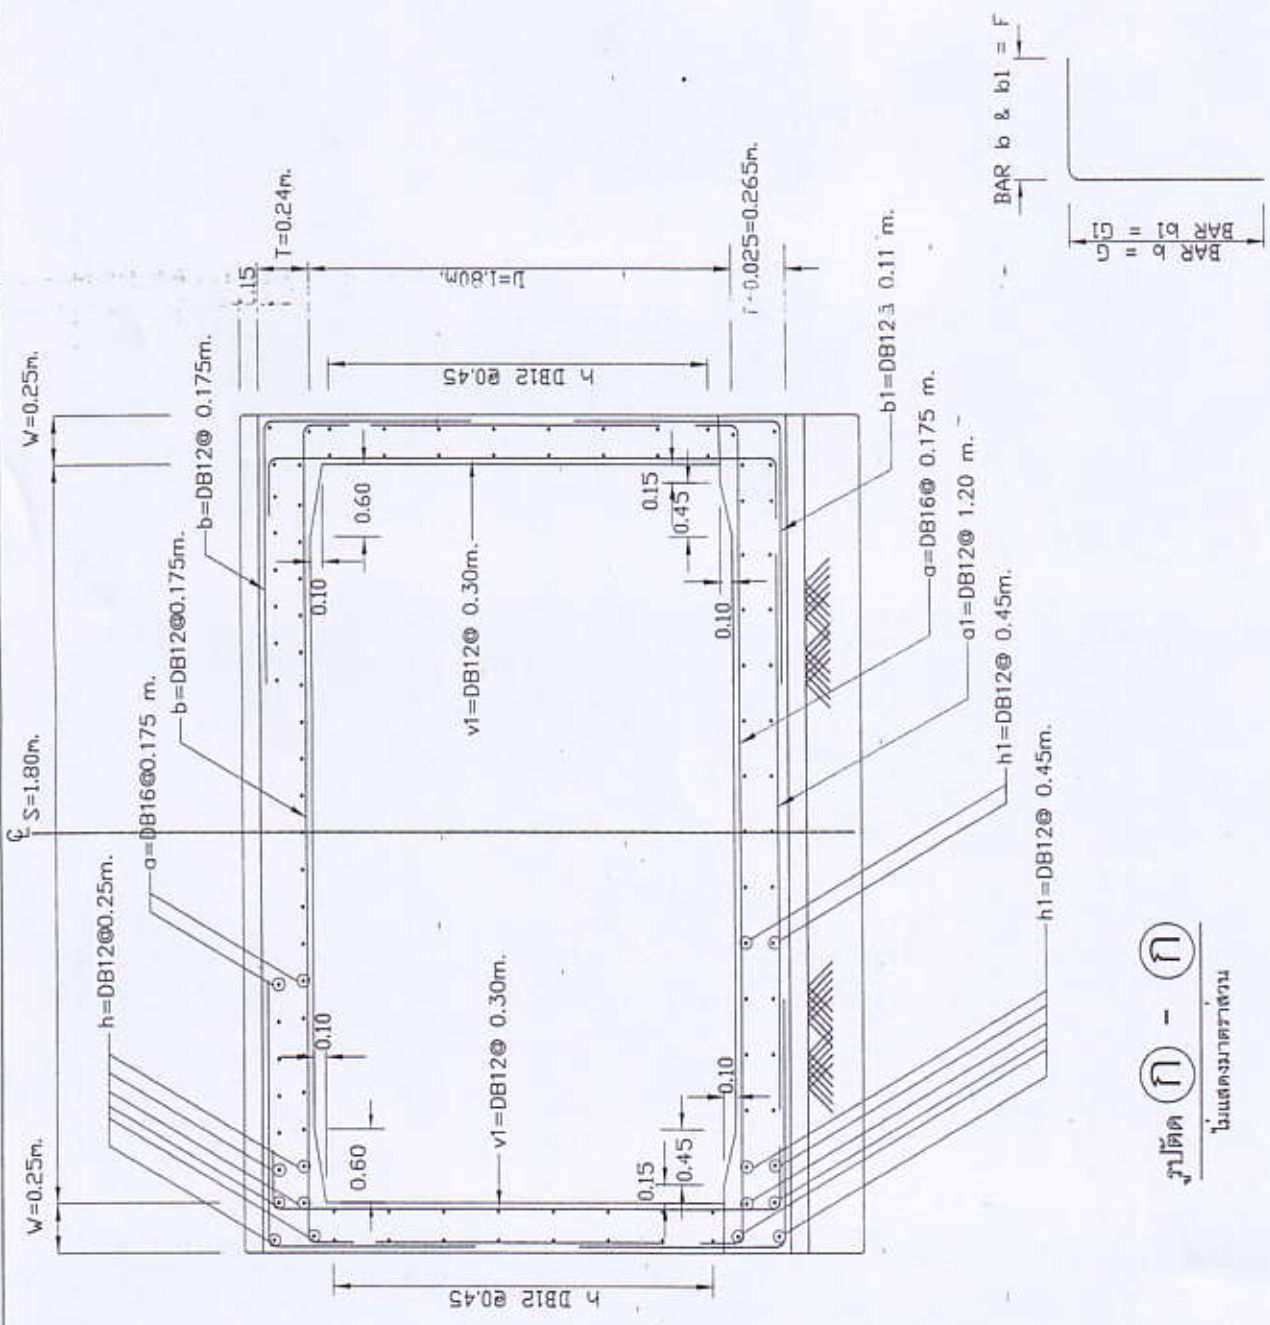 W=0.25m.
℄ S=1.80m.
W=0.25m.
h=DB12@0.25m.
a=DB16@0.175 m.
b=DB12@0.175m.
b=DB12@ 0.175m.
.15
T=0.24m.
D=1.80m.
0.025=0.265m.
h DB12 @0.45
h DB12 @0.45
0.60
0.10
0.10
0.60
v1=DB12@ 0.30m.
v1=DB12@ 0.30m.
0.15
0.45
0.10
0.15
0.45
0.10
b1=DB12 0.11 m.
a=DB16@ 0.175 m.
a1=DB12@ 1.20 m.
h1=DB12@ 0.45m.
h1=DB12@ 0.45m.
BAR b & b1 = F
BAR b = G
BAR b1 = G1
รูปตัด ก - ก
ไม่แสดงมาตราส่วน